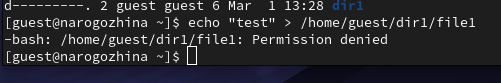 d---------. 2 guest guest 6 Mar  1 13:28 dir1
[guest@narogozhina ~]$ echo "test" > /home/guest/dir1/file1
-bash: /home/guest/dir1/file1: Permission denied
[guest@narogozhina ~]$